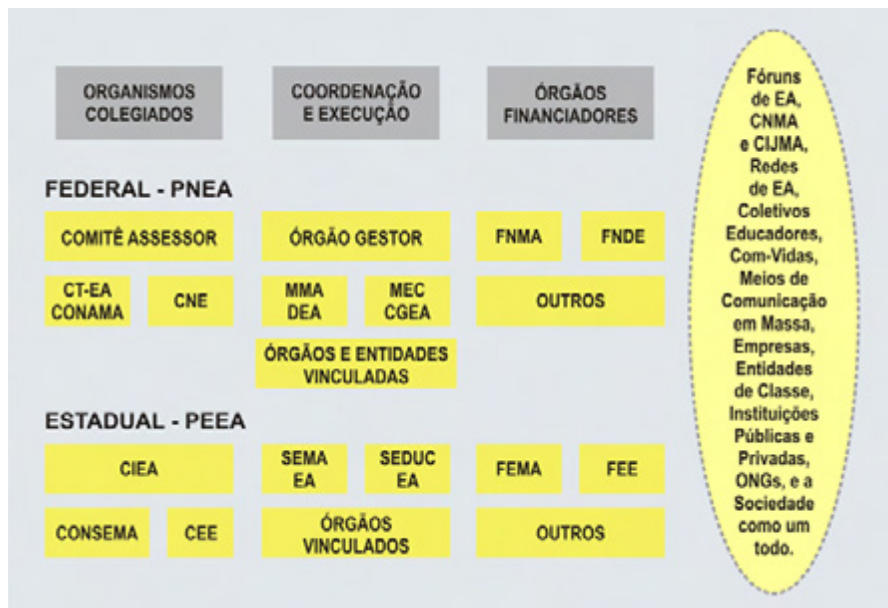 ORGANISMOS
COLEGIADOS
COORDENAÇÃO
E EXECUÇÃO
ÓRGÃOS
FINANCIADORES
FEDERAL - PNEA
COMITÊ ASSESSOR
ÓRGÃO GESTOR
FNMA
FNDE
CT-EA
CONAMA
CNE
MMA
DEA
MEC
CGEA
OUTROS
ÓRGÃOS E ENTIDADES
VINCULADAS
ESTADUAL - PEEA
CIEA
SEMA
EA
SEDUC
EA
FEMA
FEE
CONSEMA
CEE
ÓRGÃOS
VINCULADOS
OUTROS
Fóruns
de EA,
CNMA
e CIJMA,
Redes
de EA,
Coletivos
Educadores,
Com-Vidas,
Meios de
Comunicação
em Massa,
Empresas,
Entidades
de Classe,
Instituições
Públicas e
Privadas,
ONGs, e a
Sociedade
como um
todo.